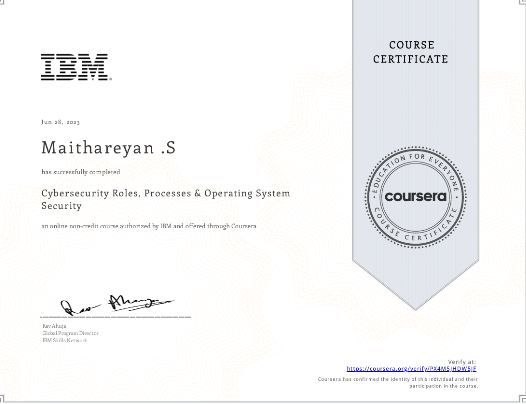 COURSE
CERTIFICATE
IBM
Jun 28, 2023
Maithareyan .S
has successfully completed
Cybersecurity Roles, Processes & Operating System
Security
an online non-credit course authorized by IBM and offered through Coursera
EDUCATION FOR EVERYONE
coursera
COURSE CERTIFICATE
Rav Ahuja
Global Program Director
IBM Skills Network
Verify at:
https://coursera.org/verify/PX4M5JHDW5JF
Coursera has confirmed the identity of this individual and their
participation in the course.